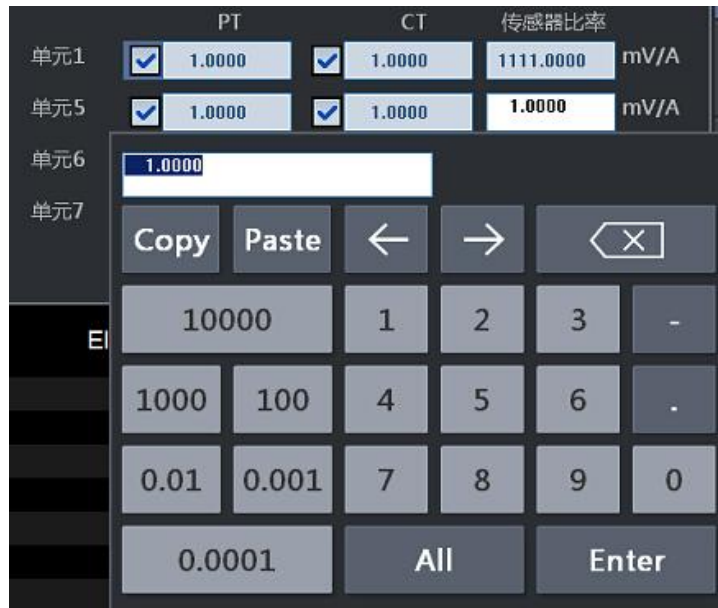 PT CT 传感器比率
单元1 1.0000 1.0000 1111.0000 mV/A
单元5 1.0000 1.0000 1.0000 mV/A
单元6
1.0000
单元7
Copy Paste ← →
10000 1 2 3 -
El
1000 100 4 5 6 .
0.01 0.001 7 8 9 0
0.0001 All Enter